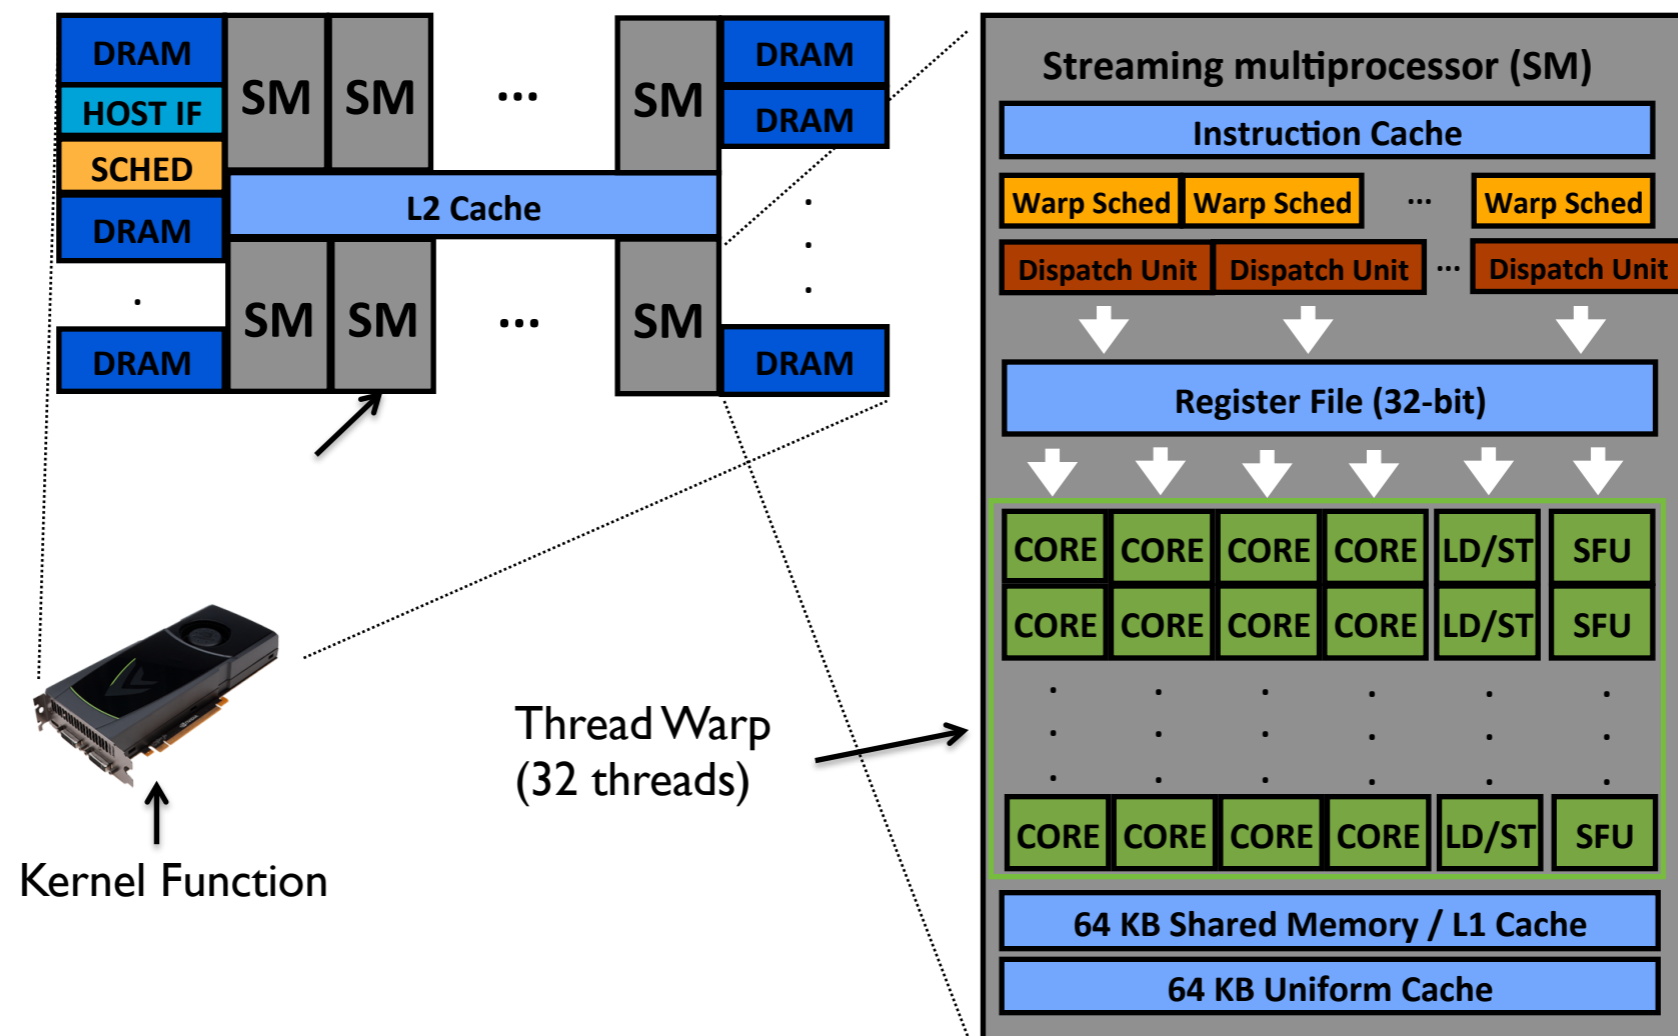 DRAM
HOST IF
SCHED
DRAM
.
DRAM
SM SM ... SM
L2 Cache
SM SM ... SM
DRAM
DRAM
.
.
.
DRAM
Kernel Function
Thread Warp
(32 threads)
Streaming multiprocessor (SM)
Instruction Cache
Warp Sched Warp Sched ... Warp Sched
Dispatch Unit Dispatch Unit ... Dispatch Unit
Register File (32-bit)
CORE CORE CORE CORE LD/ST SFU
CORE CORE CORE CORE LD/ST SFU
. . . . . .
. . . . . .
. . . . . .
CORE CORE CORE CORE LD/ST SFU
64 KB Shared Memory / L1 Cache
64 KB Uniform Cache